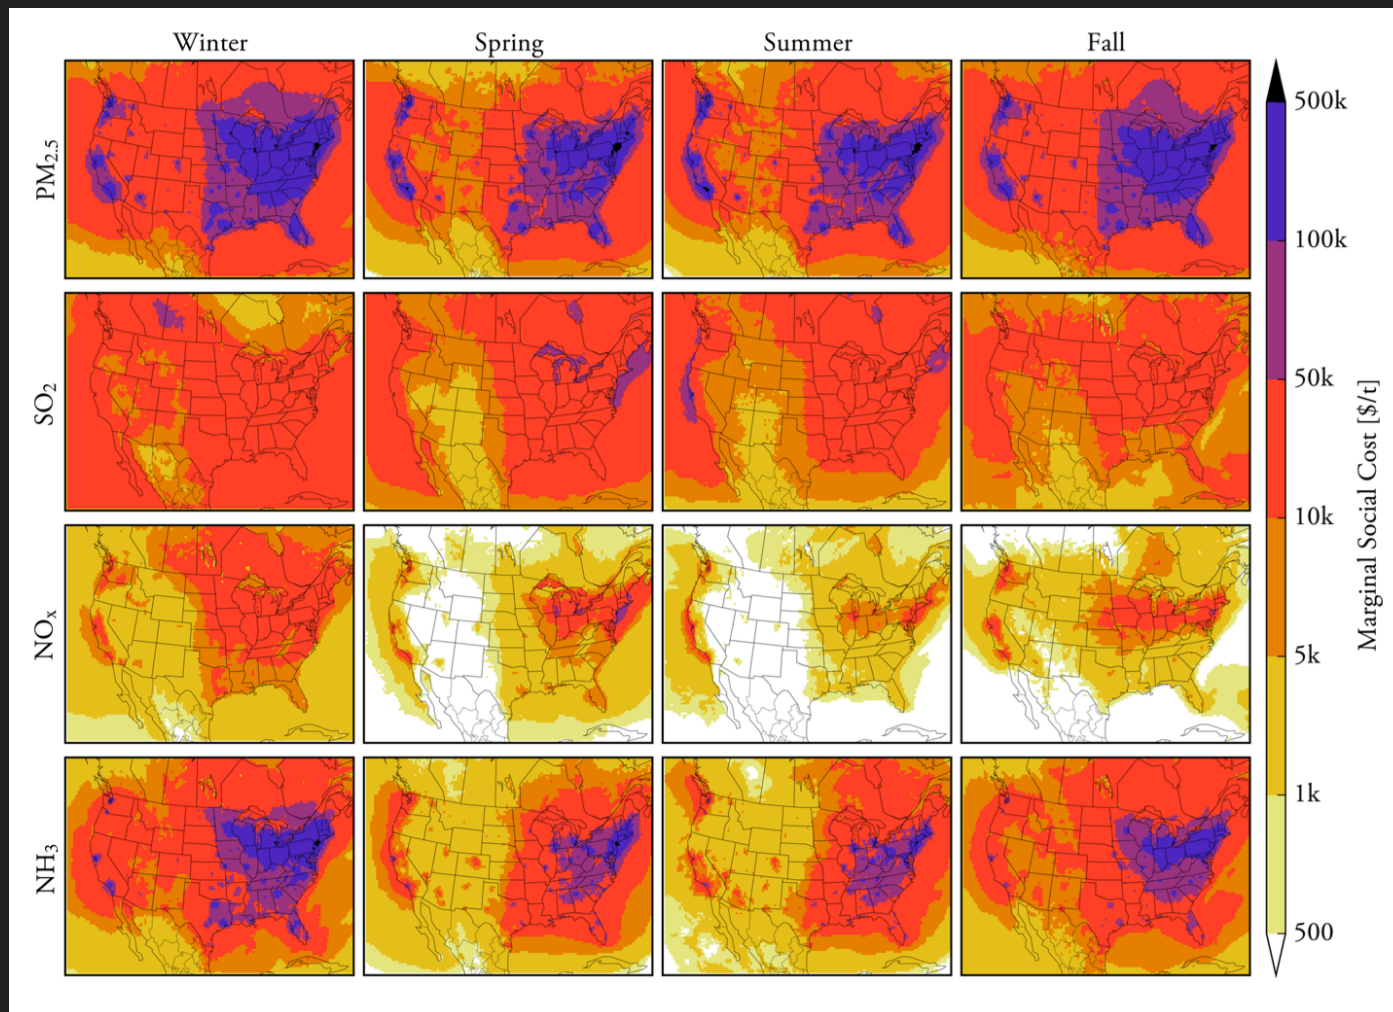 Winter Spring Summer Fall
PM2.5
SO2
NOx
NH3
500k
100k
50k
10k
5k
1k
500
Marginal Social Cost [$/t]